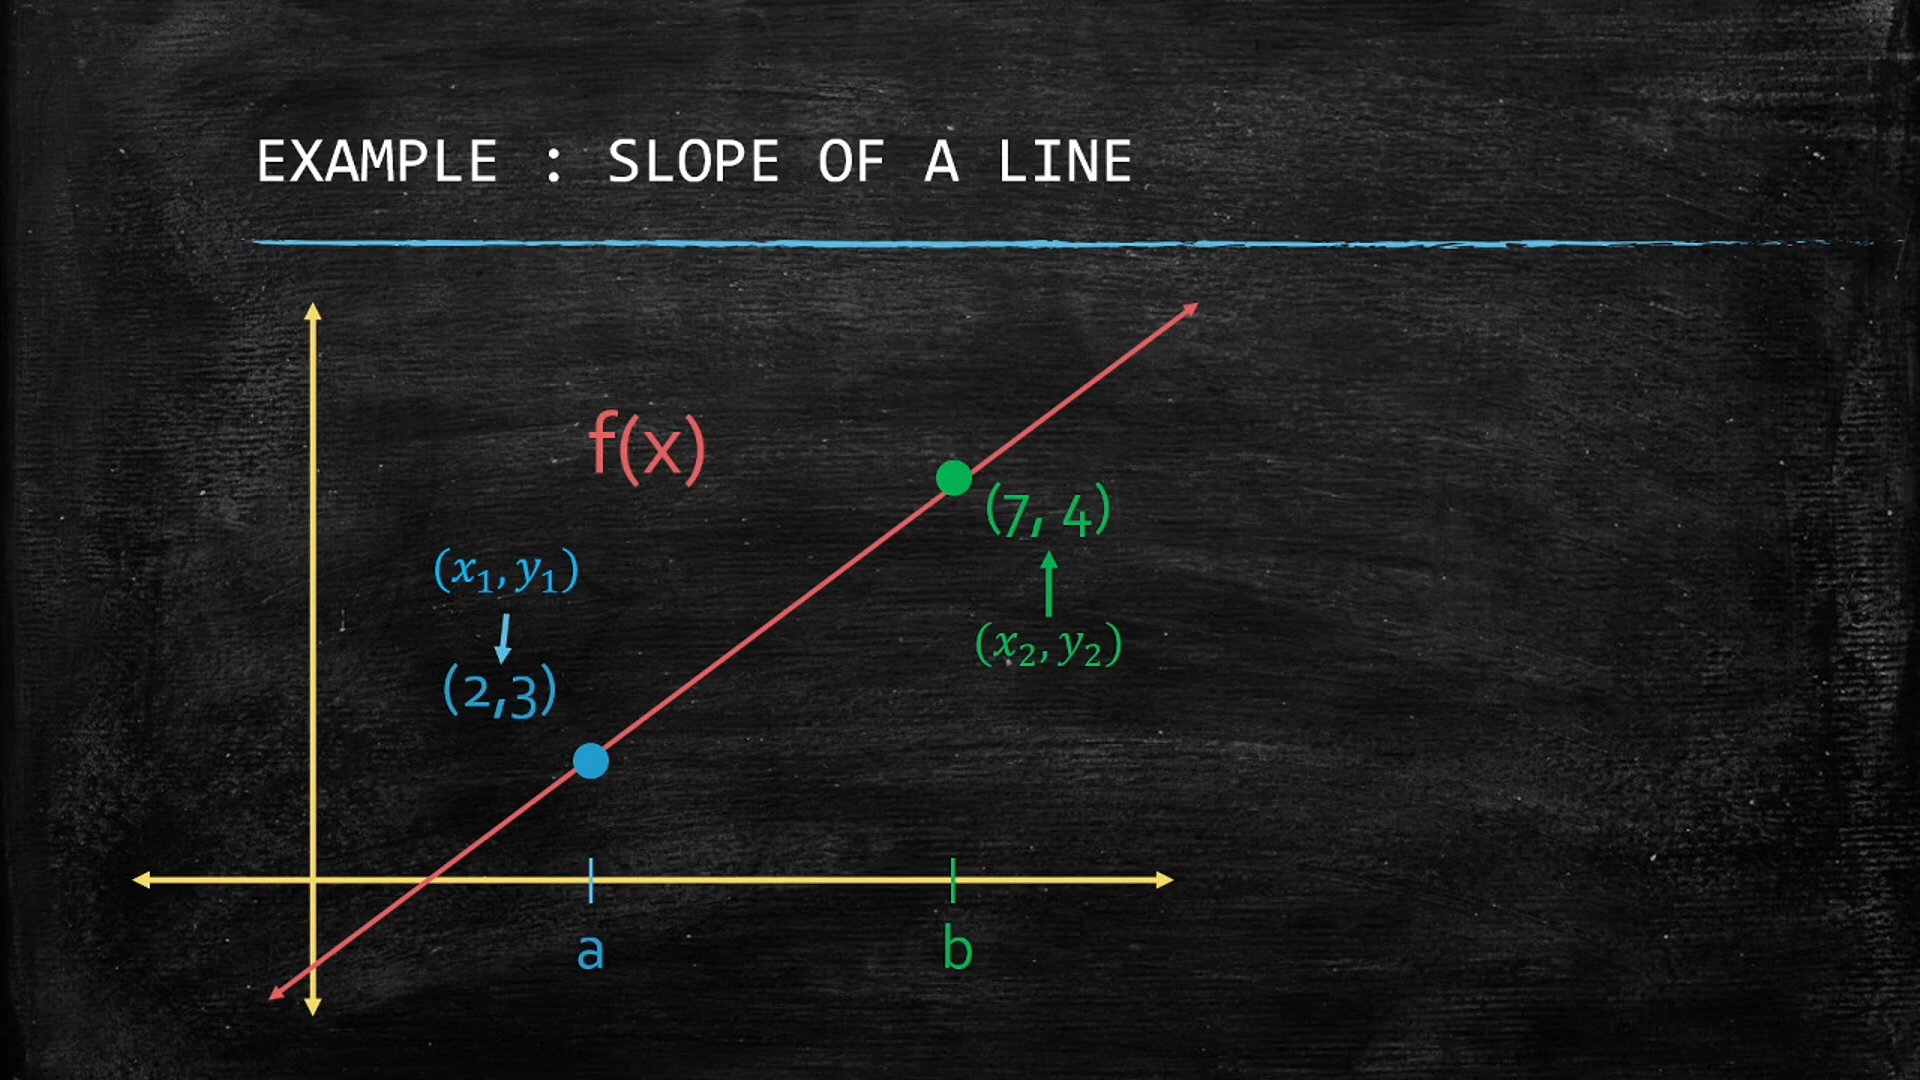 EXAMPLE : SLOPE OF A LINE
f(x)
(7, 4)
(x₁, y₁)
(x₂, y₂)
(2,3)
a
b